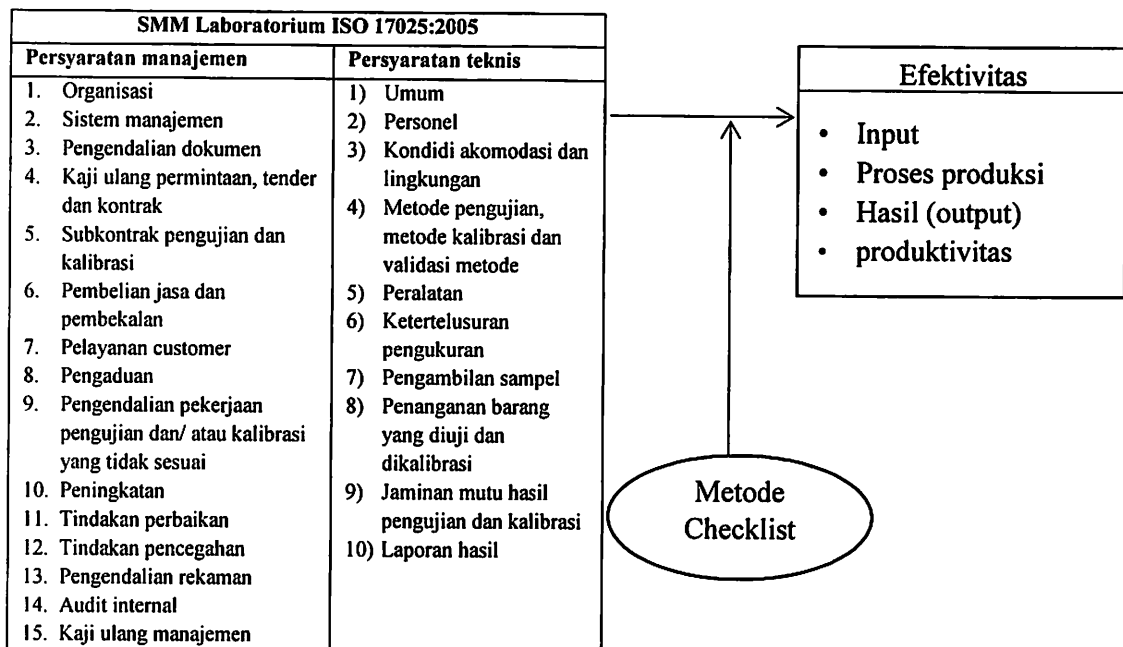 SMM Laboratorium ISO 17025:2005
Persyaratan manajemen
1. Organisasi
2. Sistem manajemen
3. Pengendalian dokumen
4. Kaji ulang permintaan, tender
dan kontrak
5. Subkontrak pengujian dan
kalibrasi
6. Pembelian jasa dan
pembekalan
7. Pelayanan customer
8. Pengaduan
9. Pengendalian pekerjaan
pengujian dan/ atau kalibrasi
yang tidak sesuai
10. Peningkatan
11. Tindakan perbaikan
12. Tindakan pencegahan
13. Pengendalian rekaman
14. Audit internal
15. Kaji ulang manajemen
Persyaratan teknis
1) Umum
2) Personel
3) Kondidi akomodasi dan
lingkungan
4) Metode pengujian,
metode kalibrasi dan
validasi metode
5) Peralatan
6) Ketertelusuran
pengukuran
7) Pengambilan sampel
8) Penanganan barang
yang diuji dan
dikalibrasi
9) Jaminan mutu hasil
pengujian dan kalibrasi
10) Laporan hasil
Efektivitas
• Input
• Proses produksi
• Hasil (output)
• produktivitas
Metode
Checklist